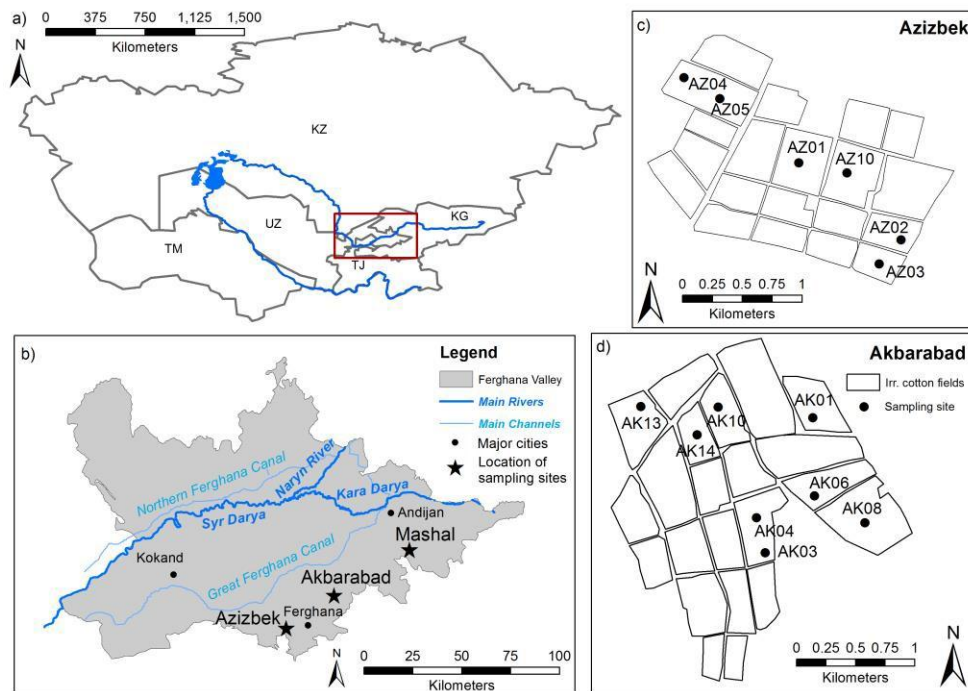 a)
0 375 750 1,125 1,500
Kilometers
N
KZ
UZ
KG
TM
TJ
b)
Legend
Ferghana Valley
Main Rivers
Main Channels
Major cities
Location of
sampling sites
Northern Ferghana Canal
Naryn River
Kara Darya
Syr Darya
Andijan
Mashal
Kokand
Great Ferghana Canal
Akbarabad
Azizbek
Ferghana
N
0 25 50 75 100
Kilometers
c)
Azizbek
AZ04
AZ05
AZ01
AZ10
AZ02
AZ03
N
0 0.25 0.5 0.75 1
Kilometers
d)
Akbarabad
Irr. cotton fields
Sampling site
AK01
AK13
AK10
AK14
AK06
AK08
AK04
AK03
0 0.25 0.5 0.75 1
Kilometers
N